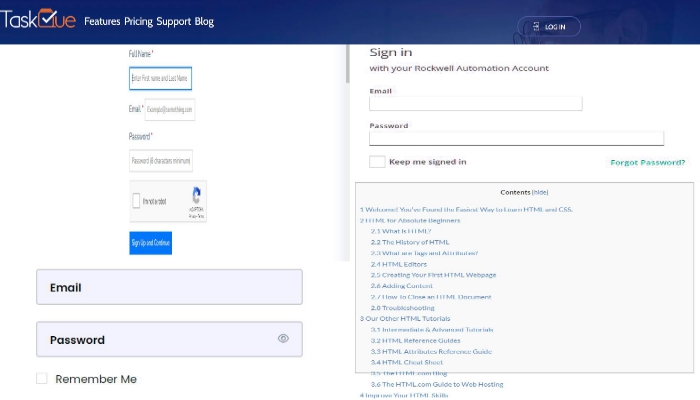 TaskQue Features Pricing Support Blog LOG IN
Full Name *
Enter First name and Last Name
Email * Example@something.com
Password *
Password (8 characters minimum)
I'm not a robot
reCAPTCHA
Privacy - Terms
Sign Up and Continue
Email
Password
Remember Me
Sign in
with your Rockwell Automation Account
Email
Password
Keep me signed in Forgot Password?
Contents [hide]
1 Welcome! You've Found the Easiest Way to Learn HTML and CSS.
2 HTML for Absolute Beginners
2.1 What is HTML?
2.2 The History of HTML
2.3 What are Tags and Attributes?
2.4 HTML Editors
2.5 Creating Your First HTML Webpage
2.6 Adding Content
2.7 How To Close an HTML Document
2.8 Troubleshooting
3 Our Other HTML Tutorials
3.1 Intermediate & Advanced Tutorials
3.2 HTML Reference Guides
3.3 HTML Attributes Reference Guide
3.4 HTML Cheat Sheet
3.5 The HTML.com Blog
3.6 The HTML.com Guide to Web Hosting
4 Improve Your HTML Skills